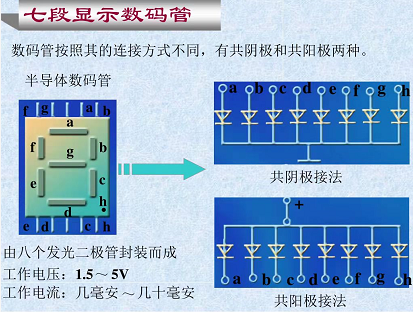 七段显示数码管
数码管按照其的连接方式不同，有共阴极和共阳极两种。
半导体数码管
f g a b
a
f g b
e c
d h
e d c h
a b c d e f g h
共阴极接法
+
a b c d e f g h
共阳极接法
由八个发光二极管封装而成
工作电压：1.5～5V
工作电流：几毫安～几十毫安